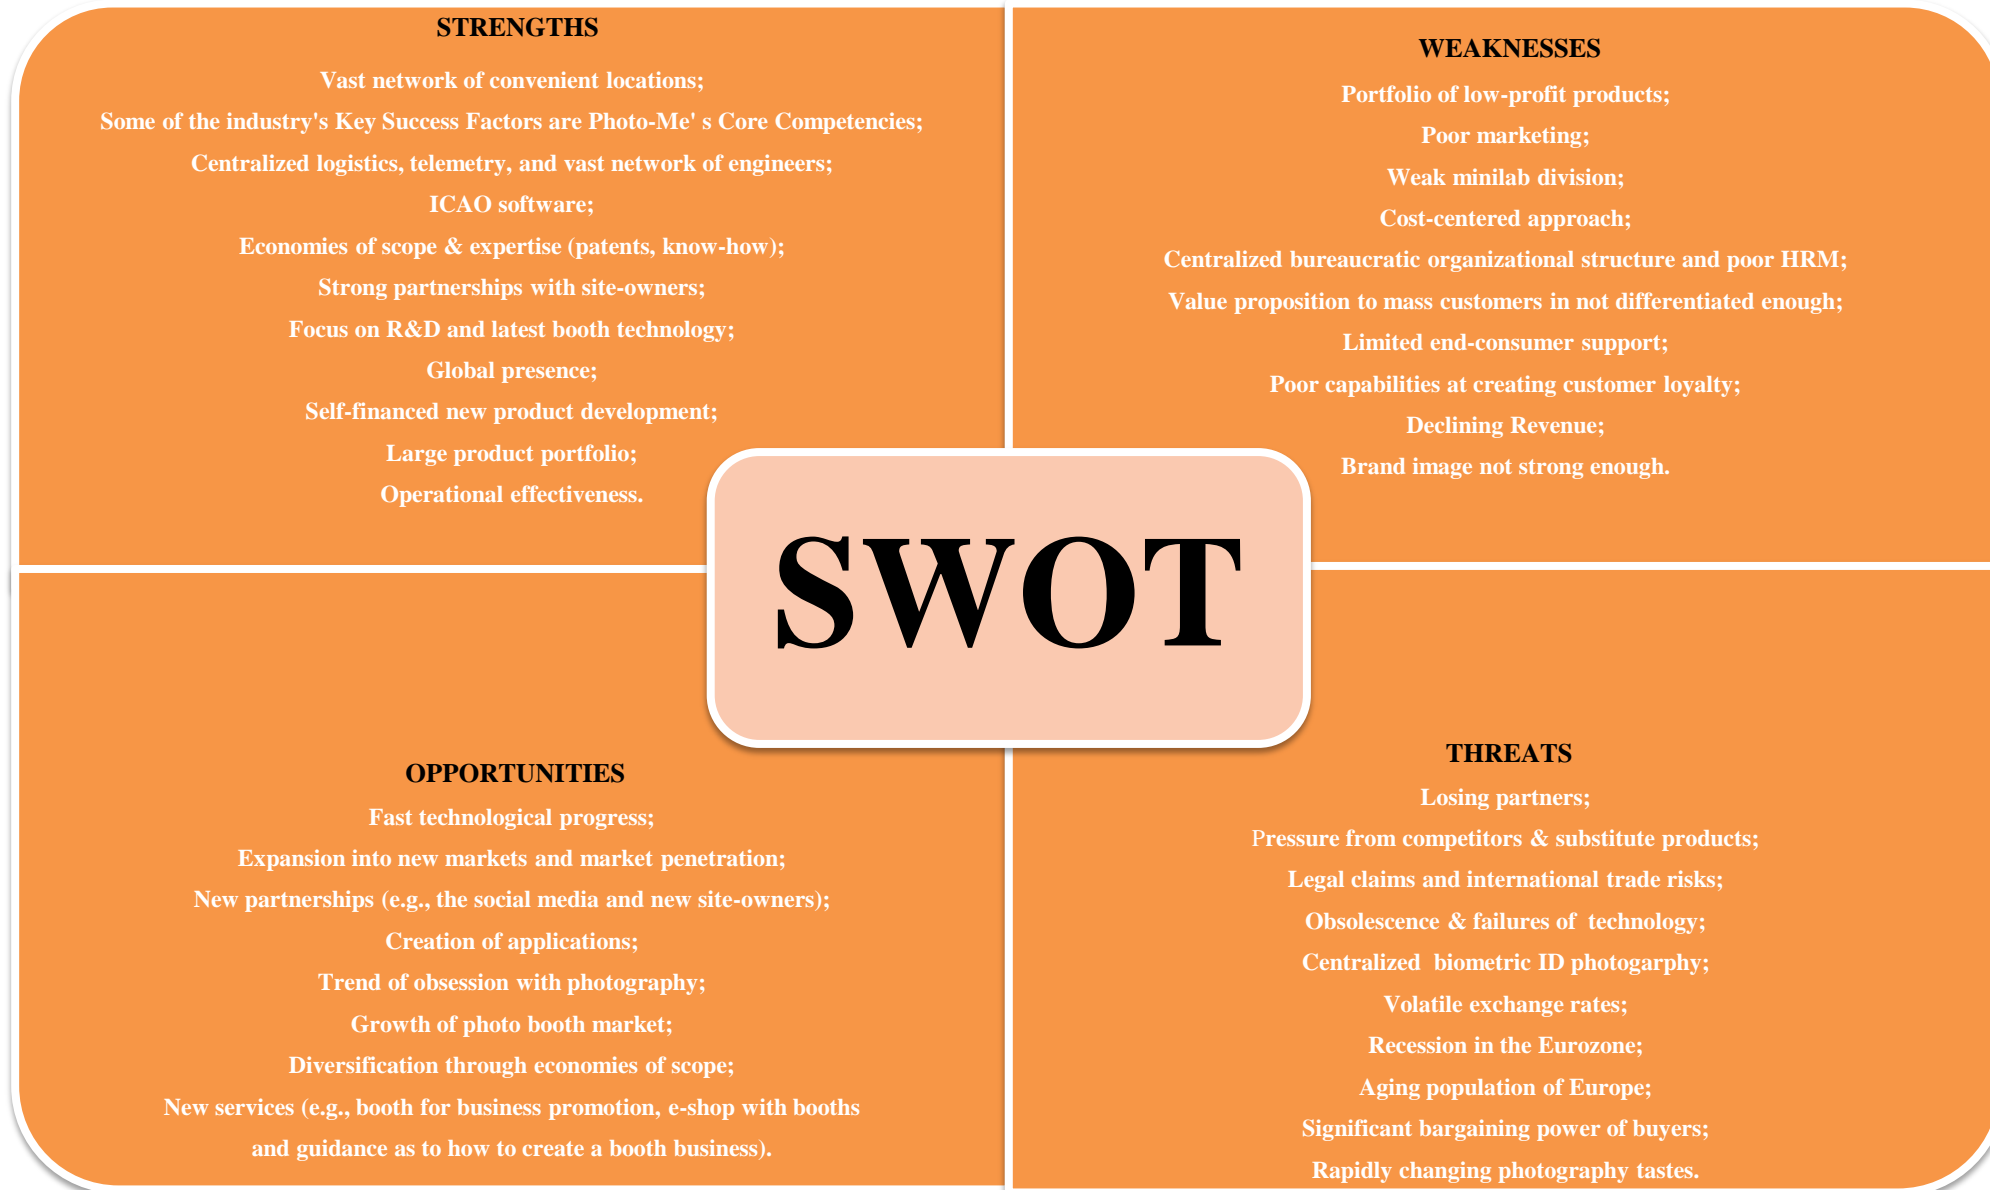 STRENGTHS
Vast network of convenient locations;
Some of the industry's Key Success Factors are Photo-Me' s Core Competencies;
Centralized logistics, telemetry, and vast network of engineers;
ICAO software;
Economies of scope & expertise (patents, know-how);
Strong partnerships with site-owners;
Focus on R&D and latest booth technology;
Global presence;
Self-financed new product development;
Large product portfolio;
Operational effectiveness.
WEAKNESSES
Portfolio of low-profit products;
Poor marketing;
Weak minilab division;
Cost-centered approach;
Centralized bureaucratic organizational structure and poor HRM;
Value proposition to mass customers in not differentiated enough;
Limited end-consumer support;
Poor capabilities at creating customer loyalty;
Declining Revenue;
Brand image not strong enough.
SWOT
OPPORTUNITIES
Fast technological progress;
Expansion into new markets and market penetration;
New partnerships (e.g., the social media and new site-owners);
Creation of applications;
Trend of obsession with photography;
Growth of photo booth market;
Diversification through economies of scope;
New services (e.g., booth for business promotion, e-shop with booths
and guidance as to how to create a booth business).
THREATS
Losing partners;
Pressure from competitors & substitute products;
Legal claims and international trade risks;
Obsolescence & failures of technology;
Centralized biometric ID photogarphy;
Volatile exchange rates;
Recession in the Eurozone;
Aging population of Europe;
Significant bargaining power of buyers;
Rapidly changing photography tastes.